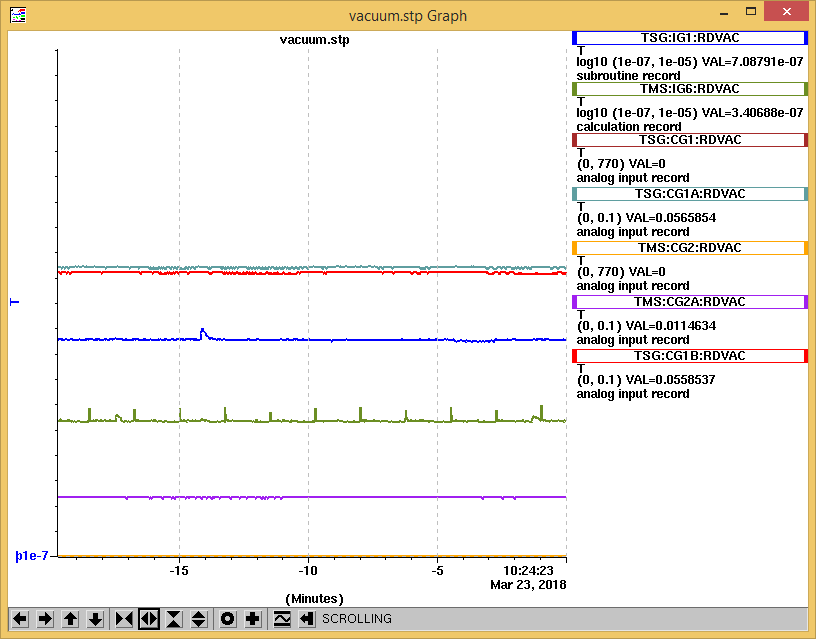 vacuum.stp Graph
vacuum.stp
T
þ1e-7
-15
-10
-5
10:24:23
Mar 23, 2018
(Minutes)
TSG:IG1:RDVAC
T
log10 (1e-07, 1e-05) VAL=7.08791e-07
subroutine record
TMS:IG6:RDVAC
T
log10 (1e-07, 1e-05) VAL=3.40688e-07
calculation record
TSG:CG1:RDVAC
T
(0, 770) VAL=0
analog input record
TSG:CG1A:RDVAC
T
(0, 0.1) VAL=0.0565854
analog input record
TMS:CG2:RDVAC
T
(0, 770) VAL=0
analog input record
TMS:CG2A:RDVAC
T
(0, 0.1) VAL=0.0114634
analog input record
TSG:CG1B:RDVAC
T
(0, 0.1) VAL=0.0558537
analog input record
SCROLLING